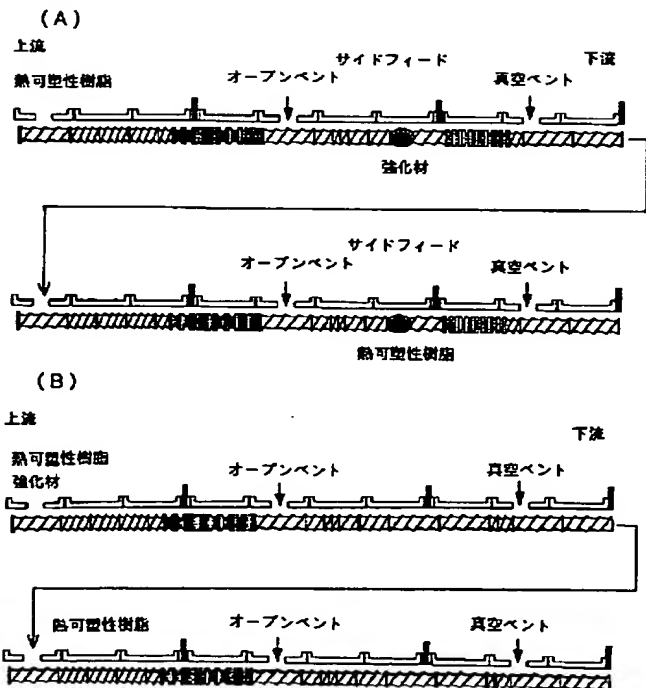 (A)
上流
サイドフィード
下流
熱可塑性樹脂
オープンベント
真空ベント
強化材
サイドフィード
オープンベント
真空ベント
熱可塑性樹脂
(B)
上流
下流
熱可塑性樹脂
強化材
オープンベント
真空ベント
熱可塑性樹脂
オープンベント
真空ベント